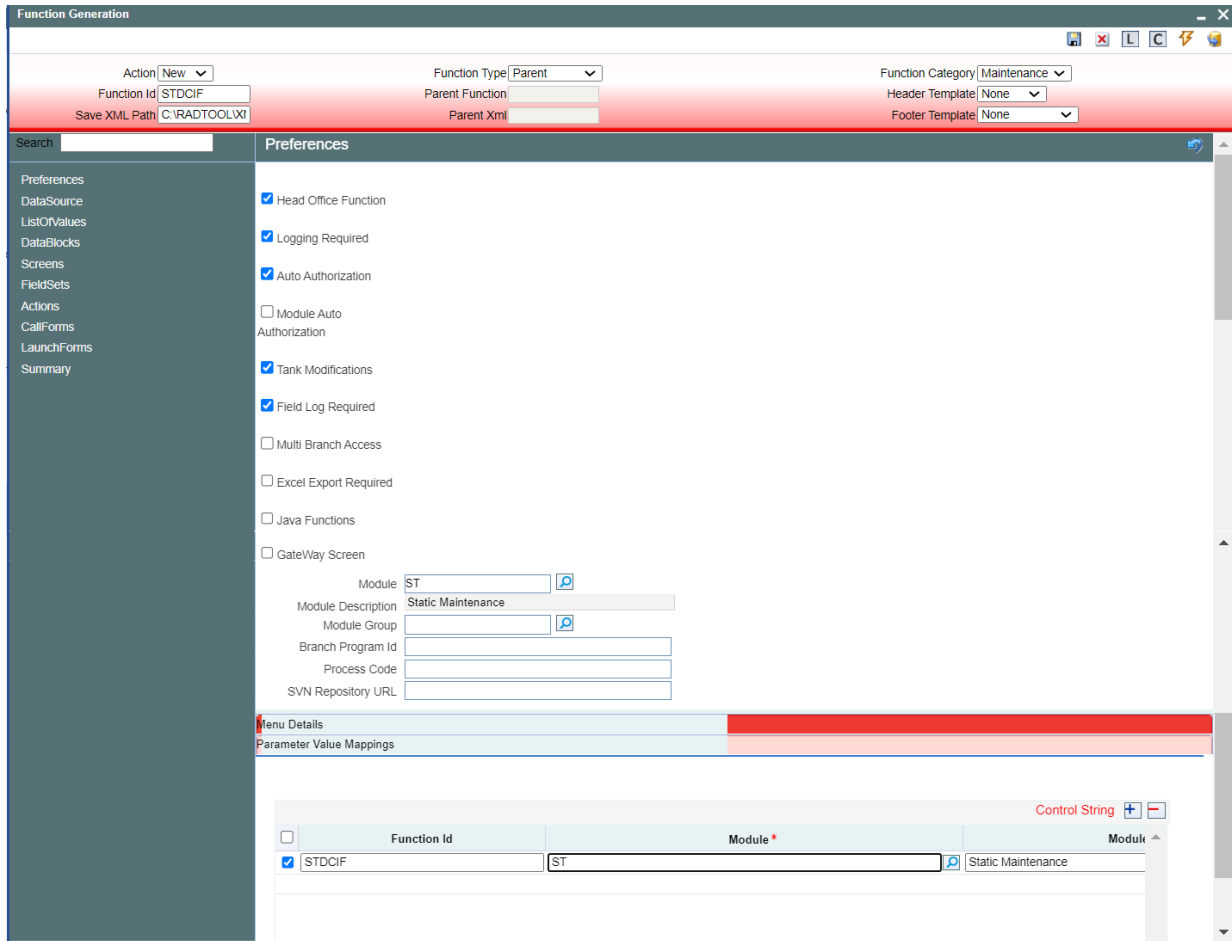 Function Generation
L C
Action New Function Type Parent Function Category Maintenance
Function Id STDCIF Parent Function Header Template None
Save XML Path C:\RADTOOL\XM Parent Xml Footer Template None
Search Preferences
Preferences
DataSource
ListOfValues
DataBlocks
Screens
FieldSets
Actions
CallForms
LaunchForms
Summary
Head Office Function
Logging Required
Auto Authorization
Module Auto
Authorization
Tank Modifications
Field Log Required
Multi Branch Access
Excel Export Required
Java Functions
GateWay Screen
Module ST
Module Description Static Maintenance
Module Group
Branch Program Id
Process Code
SVN Repository URL
Menu Details
Parameter Value Mappings
Control String
Function Id Module * Module
STDCIF ST Static Maintenance